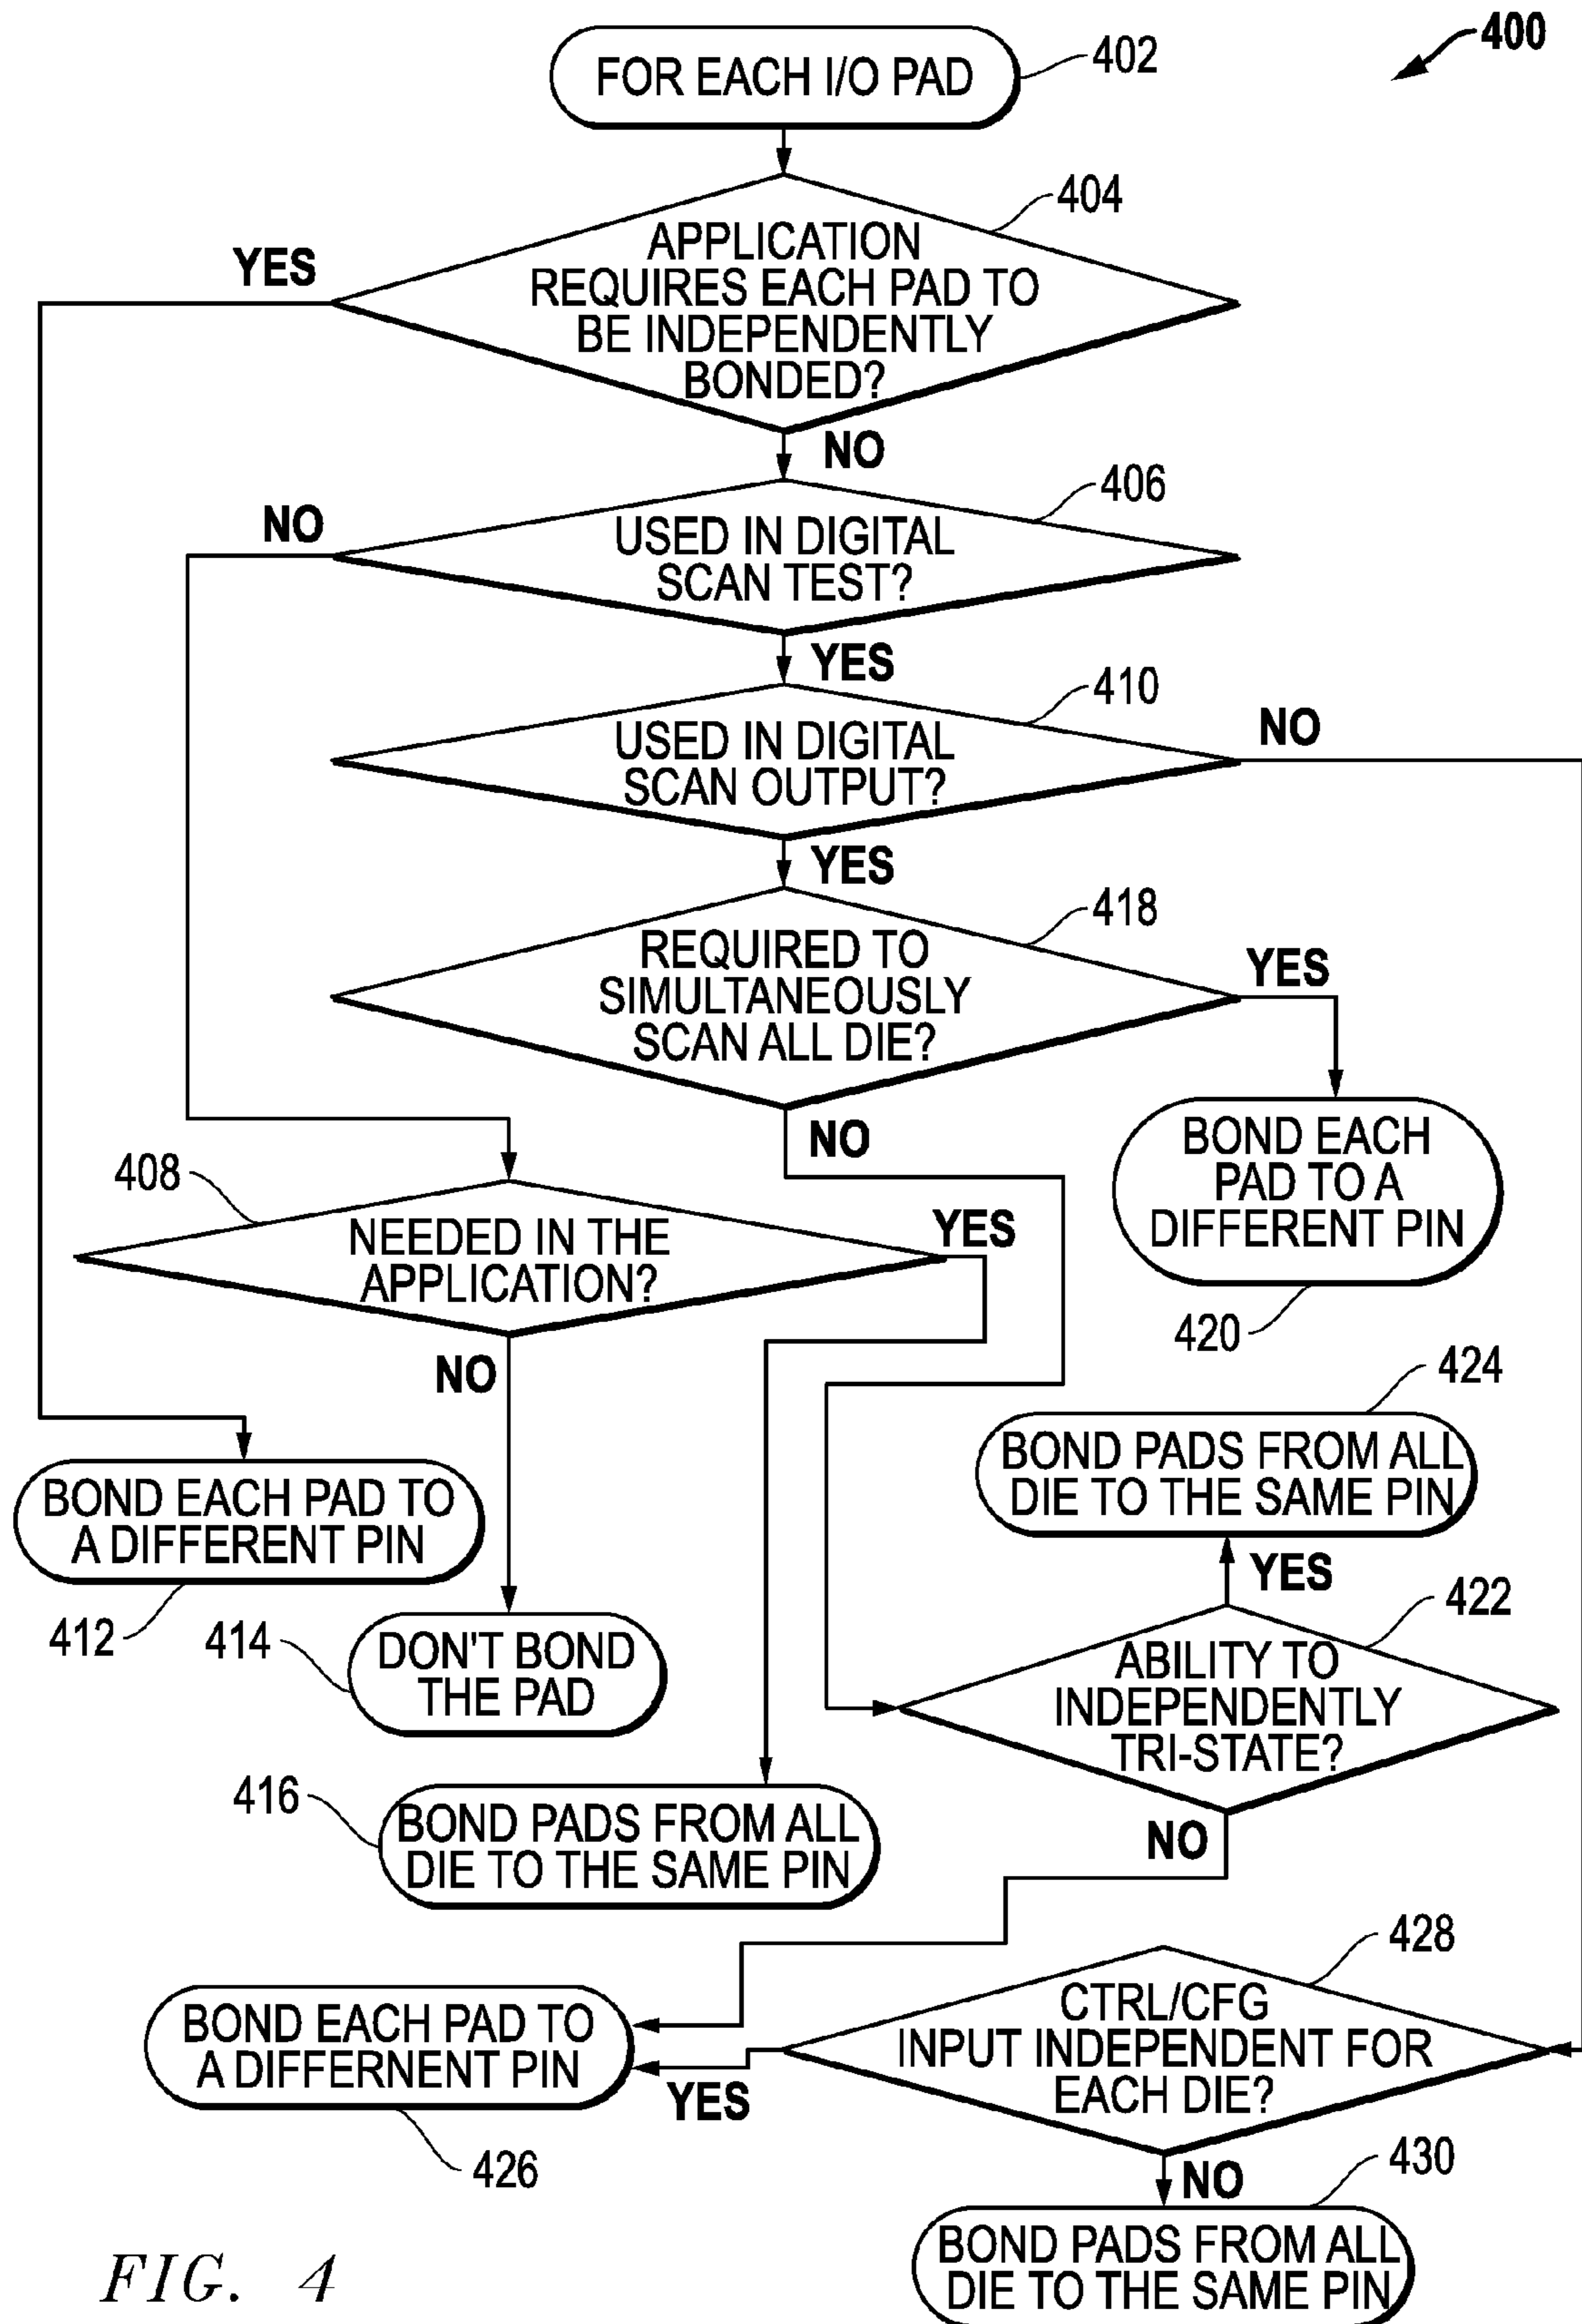 400
FOR EACH I/O PAD
402
404
APPLICATION
REQUIRES EACH PAD TO
BE INDEPENDENTLY
BONDED?
YES
NO
406
USED IN DIGITAL
SCAN TEST?
NO
YES
410
USED IN DIGITAL
SCAN OUTPUT?
NO
YES
418
REQUIRED TO
SIMULTANEOUSLY
SCAN ALL DIE?
YES
NO
BOND EACH
PAD TO A
DIFFERENT PIN
420
408
NEEDED IN THE
APPLICATION?
YES
NO
424
BOND PADS FROM ALL
DIE TO THE SAME PIN
YES
BOND EACH PAD TO
A DIFFERENT PIN
412
414
DON'T BOND
THE PAD
422
ABILITY TO
INDEPENDENTLY
TRI-STATE?
NO
416
BOND PADS FROM ALL
DIE TO THE SAME PIN
428
CTRL/CFG
INPUT INDEPENDENT FOR
EACH DIE?
YES
NO
BOND EACH PAD TO
A DIFFERNENT PIN
426
430
BOND PADS FROM ALL
DIE TO THE SAME PIN
FIG. 4